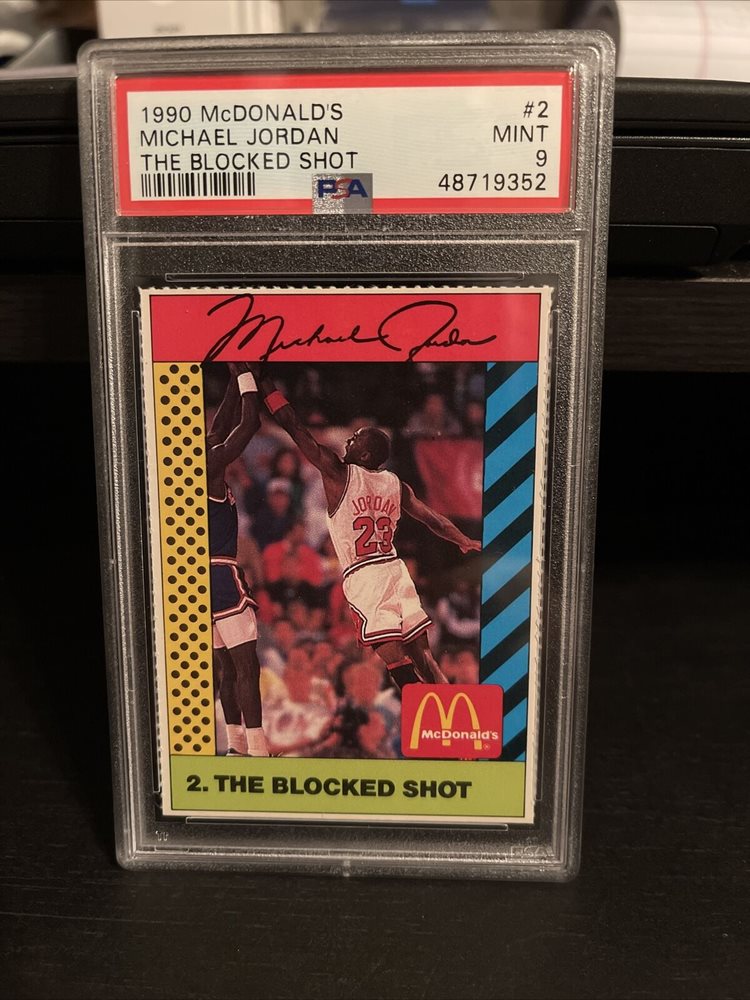 1990 McDONALD'S #2
MICHAEL JORDAN MINT
THE BLOCKED SHOT 9
PSA 48719352
Michael Jordan
JORDAN
23
McDonald's
2. THE BLOCKED SHOT